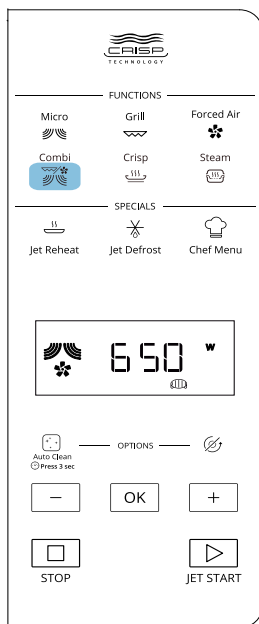 CRISP
TECHNOLOGY
FUNCTIONS
Micro Grill Forced Air
Combi Crisp Steam
SPECIALS
Jet Reheat Jet Defrost Chef Menu
650 W
OPTIONS
Auto Clean
Press 3 sec
− OK +
STOP JET START